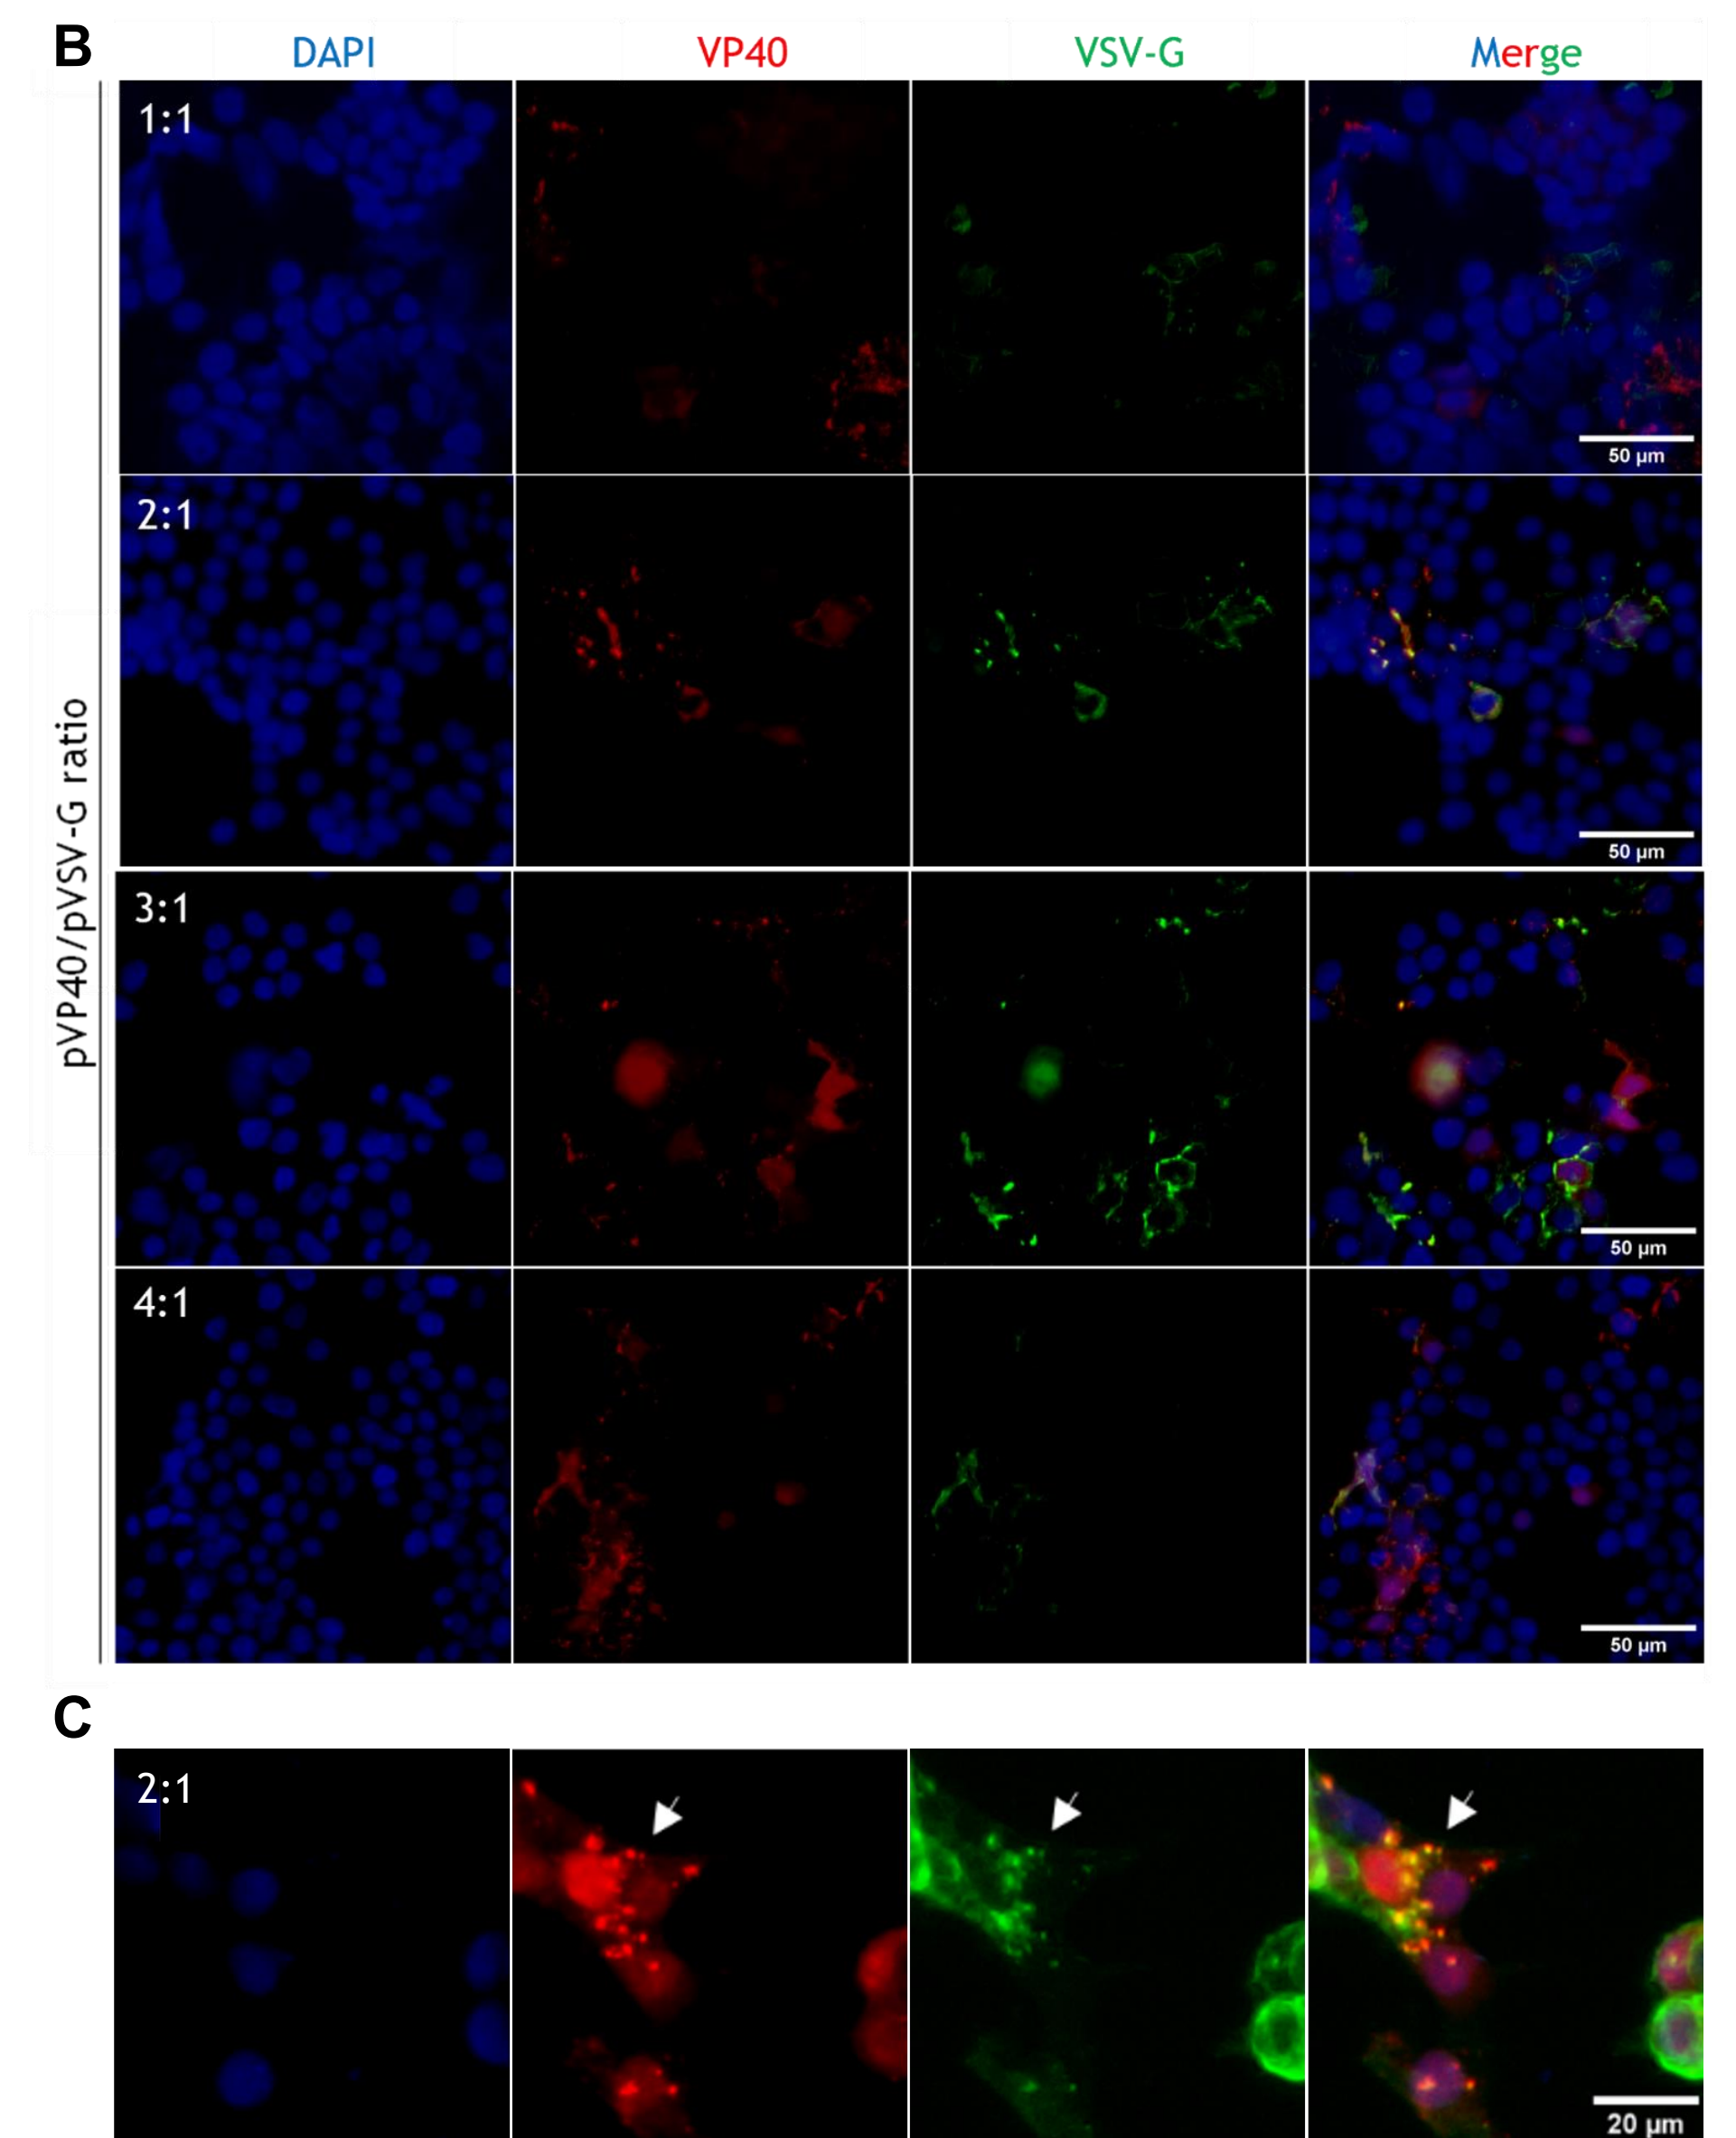 B
DAPI VP40 VSV-G Merge
pVP40/pVSV-G ratio
1:1
50 µm
2:1
50 µm
3:1
50 µm
4:1
50 µm
C
2:1
20 µm